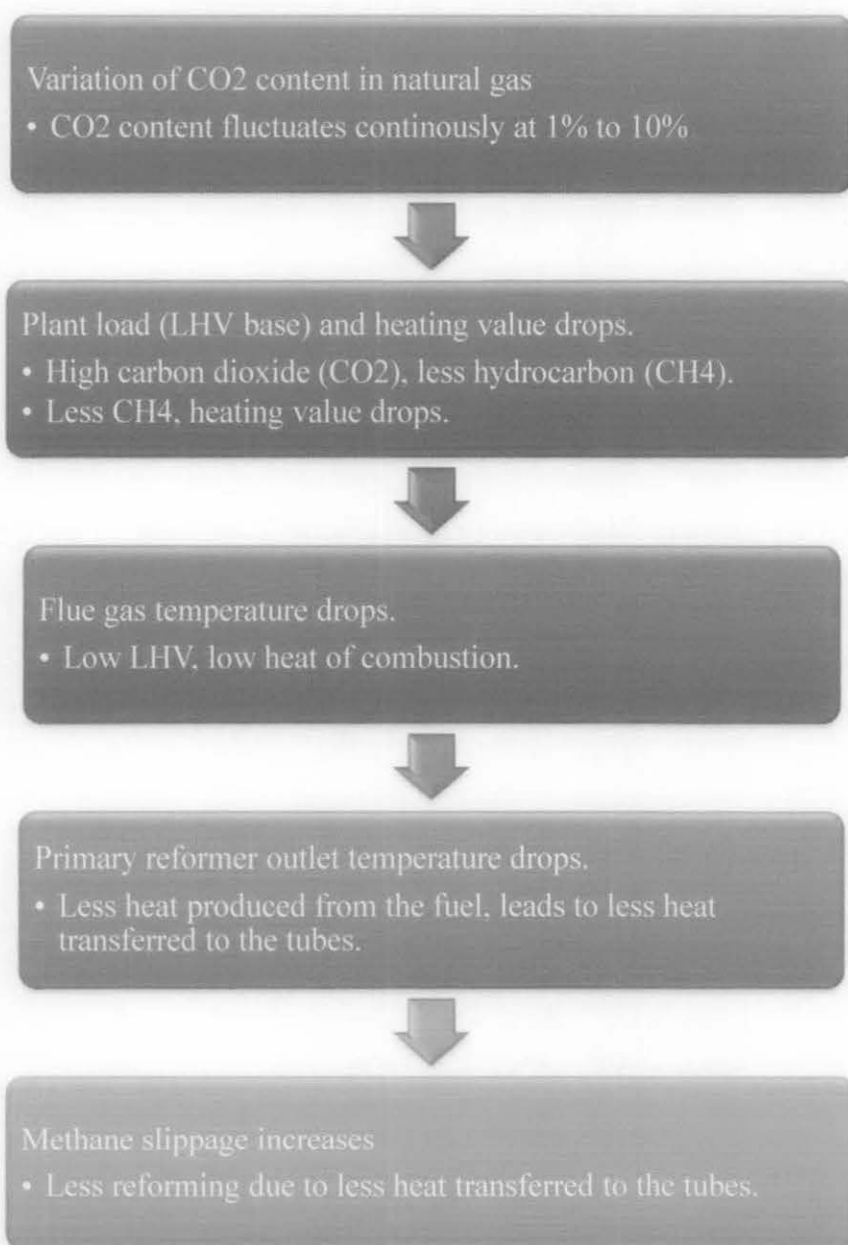 Variation of CO2 content in natural gas
• CO2 content fluctuates continously at 1% to 10%
Plant load (LHV base) and heating value drops.
• High carbon dioxide (CO2), less hydrocarbon (CH4).
• Less CH4, heating value drops.
Flue gas temperature drops.
• Low LHV, low heat of combustion.
Primary reformer outlet temperature drops.
• Less heat produced from the fuel, leads to less heat
transferred to the tubes.
Methane slippage increases
• Less reforming due to less heat transferred to the tubes.